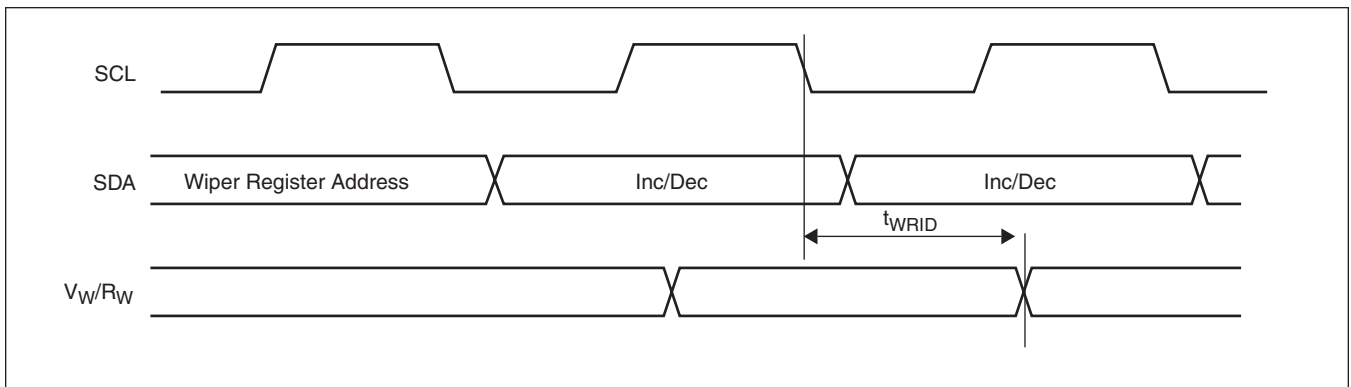 SCL
SDA Wiper Register Address Inc/Dec Inc/Dec
tWRID
VW/RW